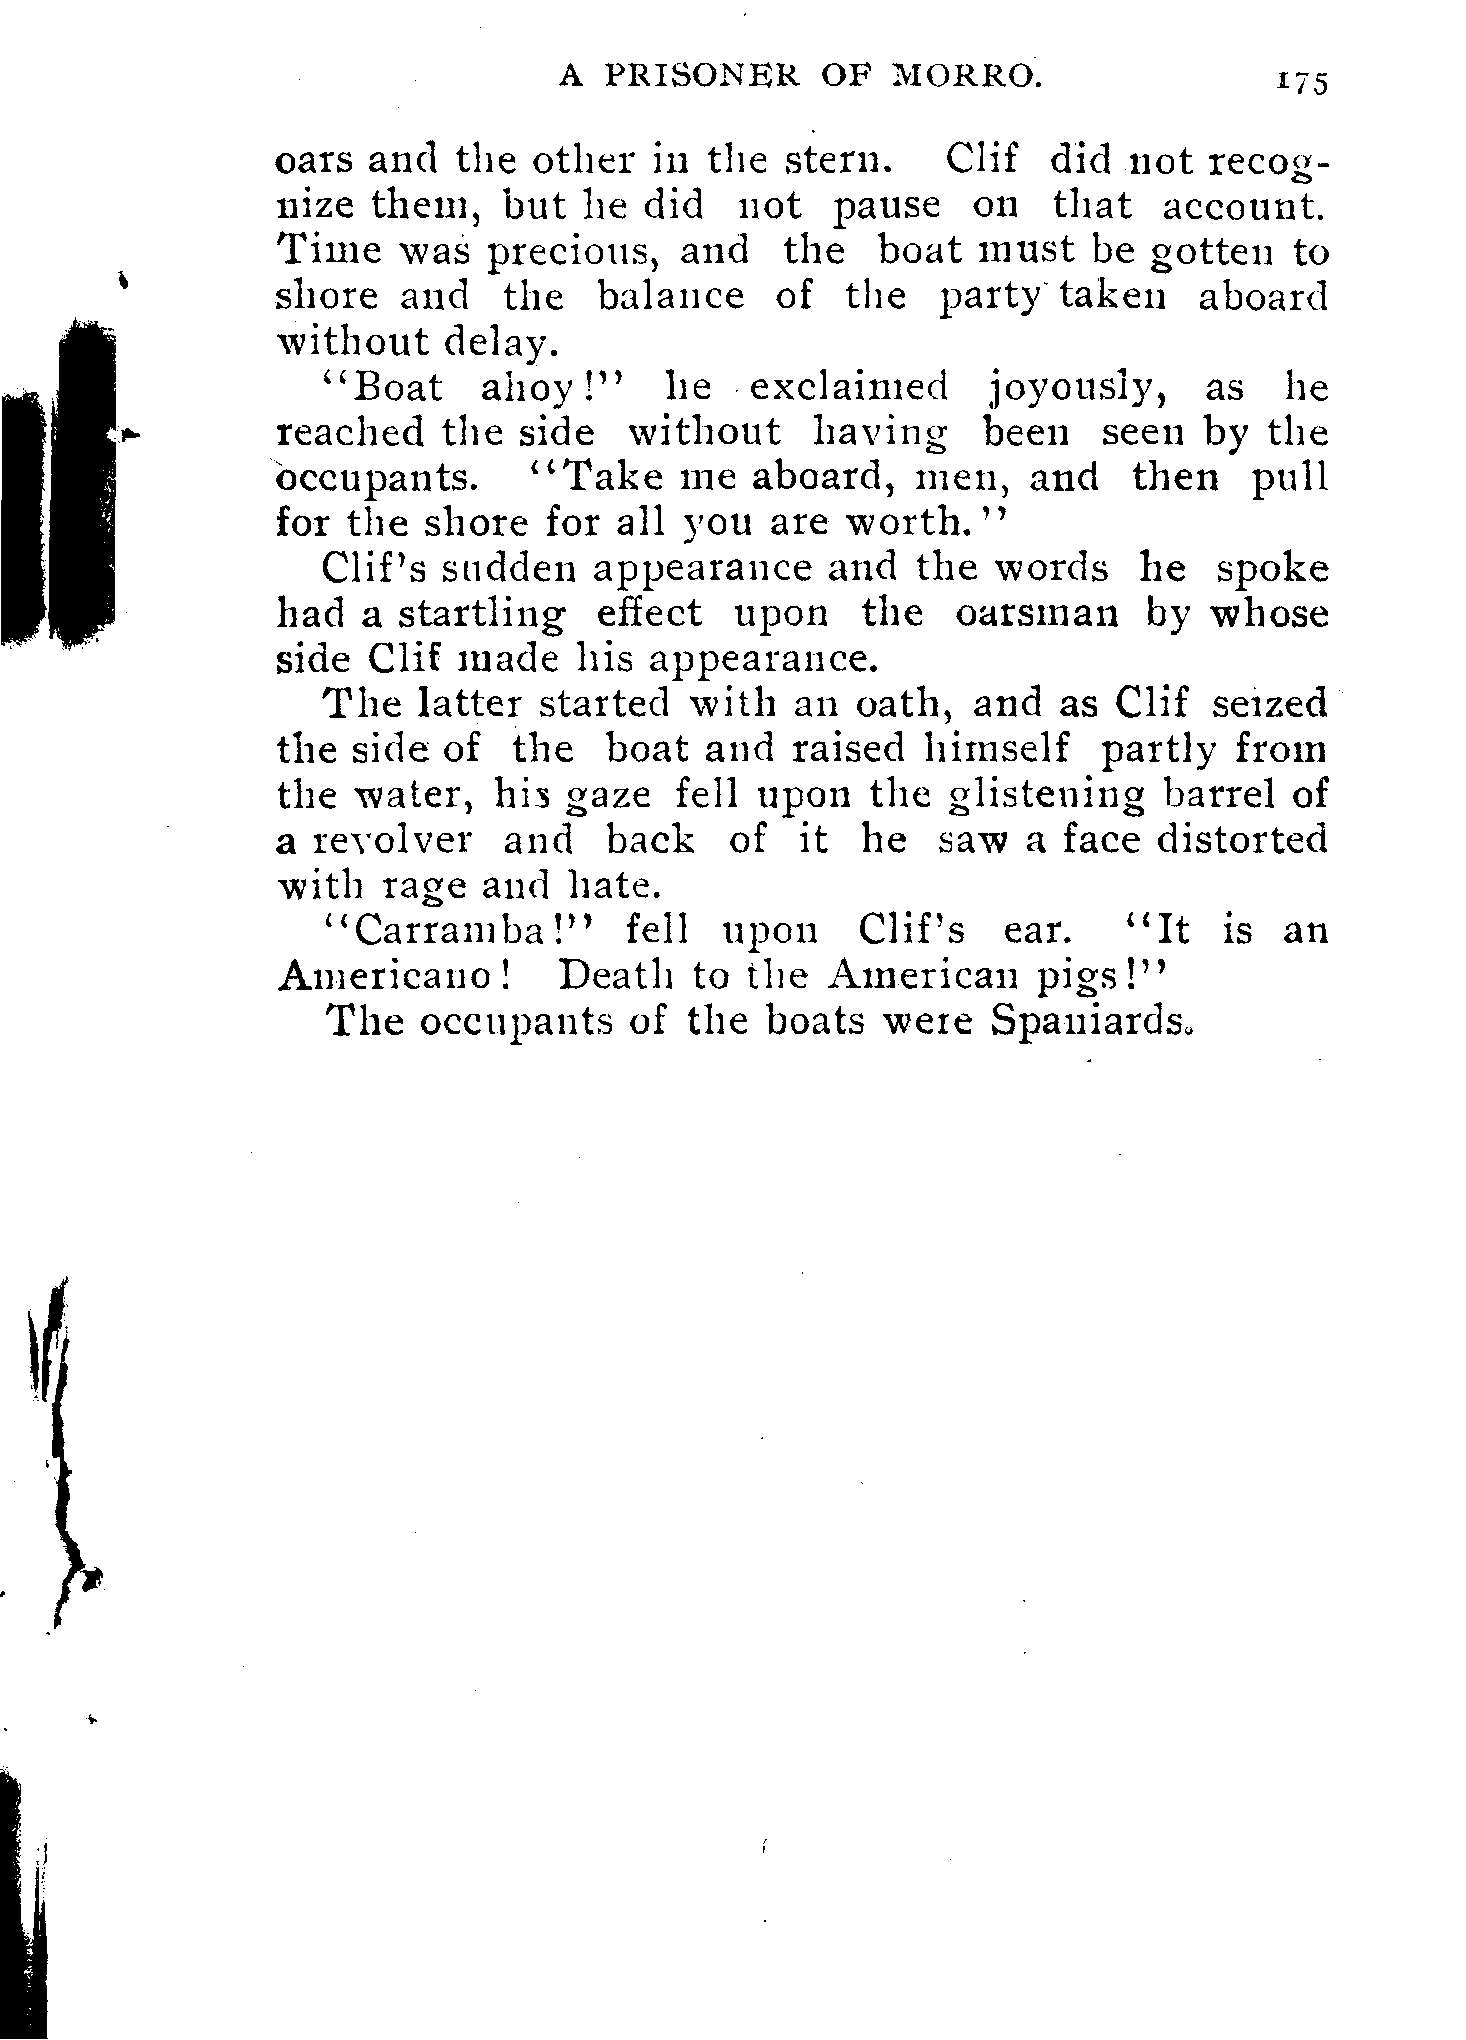 A PRISONER OF MORRO. 175
oars and the other in the stern. Clif did not recog-
nize them, but he did not pause on that account.
Time was precious, and the boat must be gotten to
shore and the balance of the party taken aboard
without delay.
"Boat ahoy!" he exclaimed joyously, as he
reached the side without having been seen by the
occupants. "Take me aboard, men, and then pull
for the shore for all you are worth."
Clif's sudden appearance and the words he spoke
had a startling effect upon the oarsman by whose
side Clif made his appearance.
The latter started with an oath, and as Clif seized
the side of the boat and raised himself partly from
the water, his gaze fell upon the glistening barrel of
a revolver and back of it he saw a face distorted
with rage and hate.
"Carramba!" fell upon Clif's ear. "It is an
Americano! Death to the American pigs!"
The occupants of the boats were Spaniards.